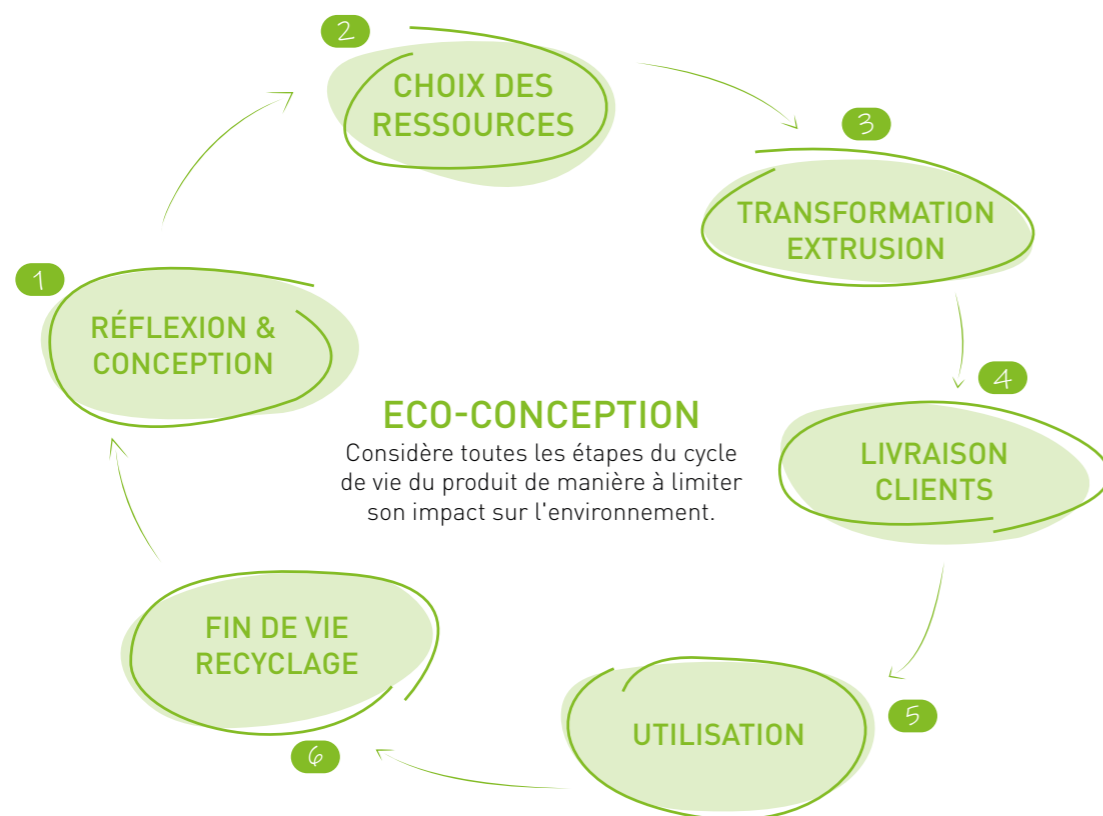 1
RÉFLEXION &
CONCEPTION
2
CHOIX DES
RESSOURCES
3
TRANSFORMATION
EXTRUSION
4
LIVRAISON
CLIENTS
5
UTILISATION
6
FIN DE VIE
RECYCLAGE
ECO-CONCEPTION
Considère toutes les étapes du cycle
de vie du produit de manière à limiter
son impact sur l'environnement.